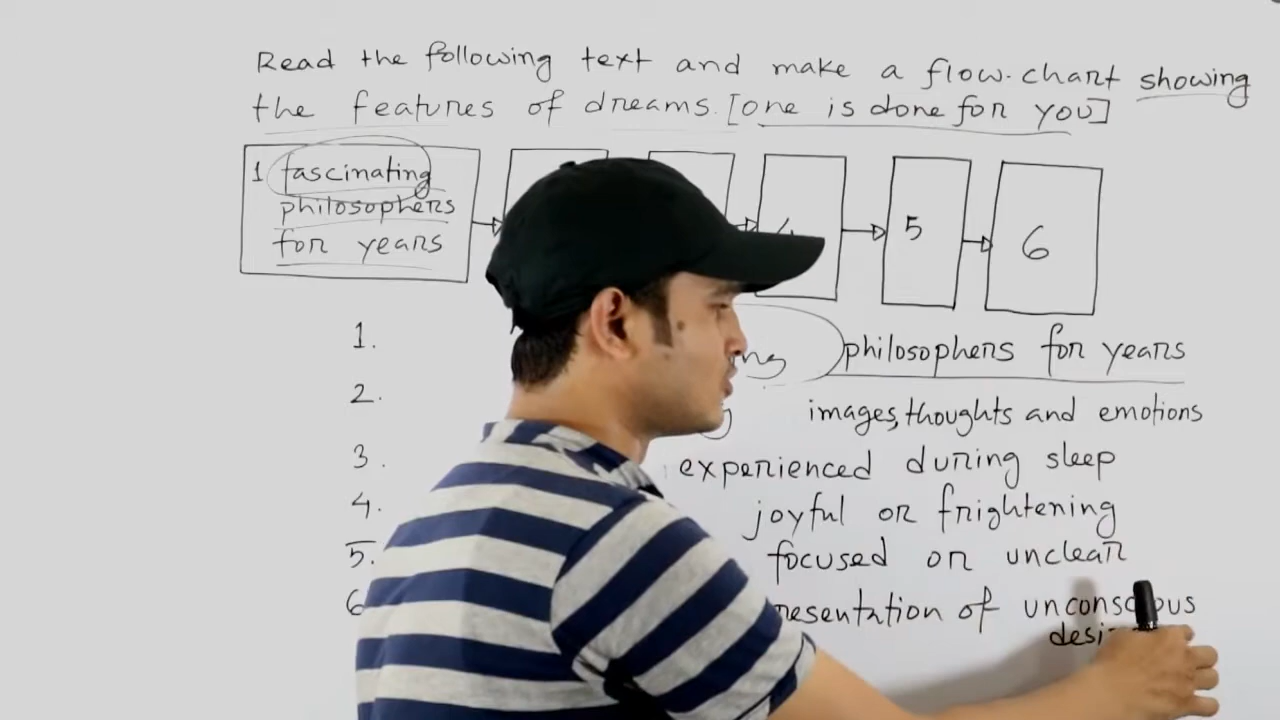 Read the following text and make a flow-chart showing
the features of dreams. [one is done for you]
1 fascinating
philosophers
for years
5
6
1. philosophers for years
2. images, thoughts and emotions
3. experienced during sleep
4. joyful or frightening
5. focused or unclear
6 of unconscious